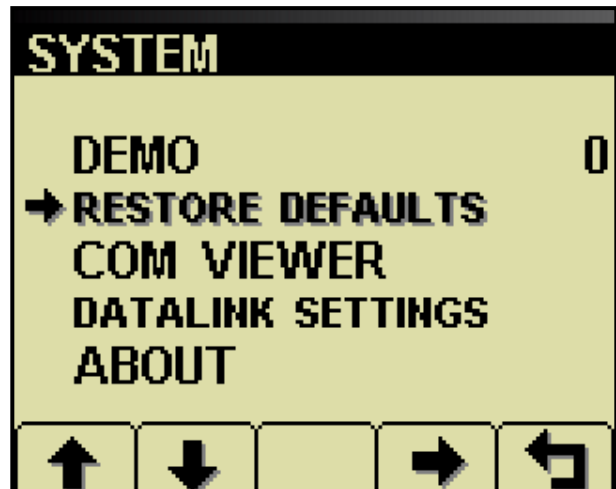 SYSTEM
DEMO 0
RESTORE DEFAULTS
COM VIEWER
DATALINK SETTINGS
ABOUT